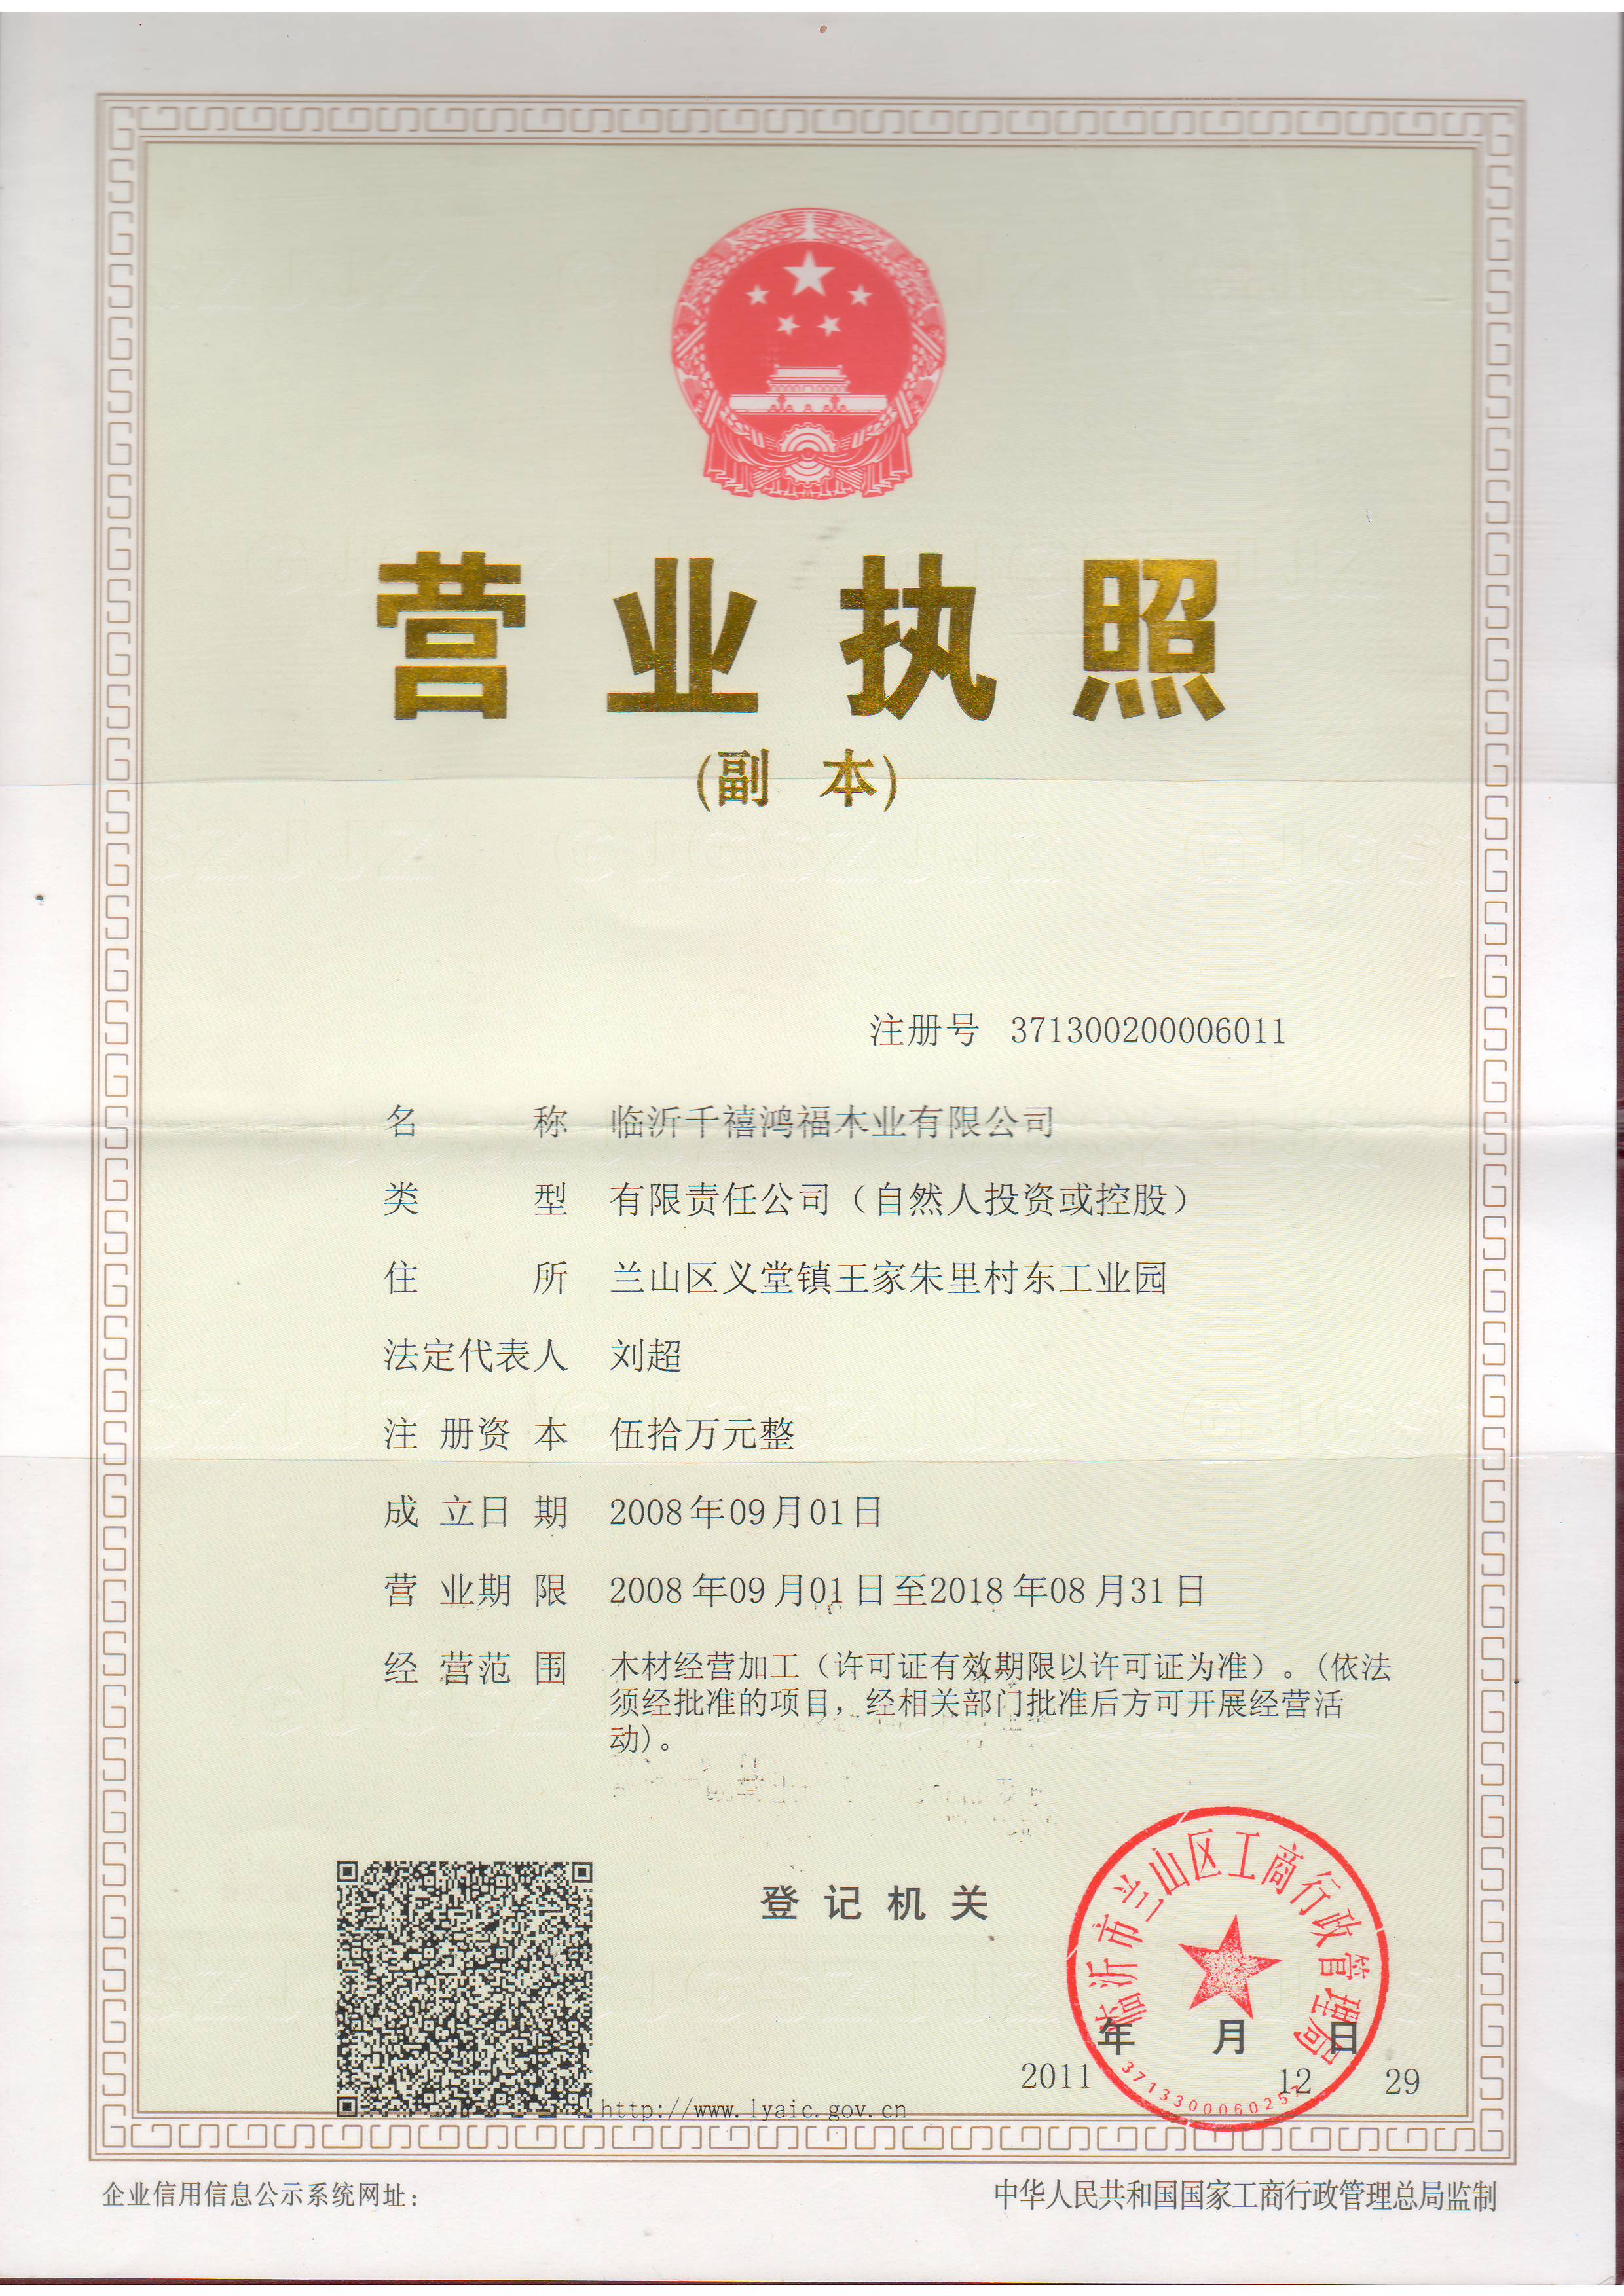 营业执照
(副 本)
注册号 371300200006011
名 称 临沂千禧鸿福木业有限公司
类 型 有限责任公司（自然人投资或控股）
住 所 兰山区义堂镇王家朱里村东工业园
法定代表人 刘超
注册资本 伍拾万元整
成立日期 2008年09月01日
营业期限 2008年09月01日至2018年08月31日
经营范围 木材经营加工（许可证有效期限以许可证为准）。(依法
须经批准的项目，经相关部门批准后方可开展经营活
动)。
登记机关
临沂市兰山区工商行政管理局
年 月 日
2011 12 29
http://www.lyaic.gov.cn
企业信用信息公示系统网址：
中华人民共和国国家工商行政管理总局监制